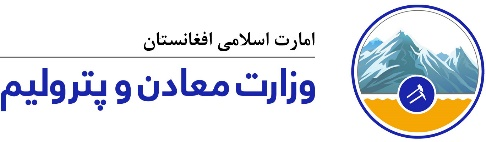 امارت اسلامی افغانستان
وزارت معادن و پترولیم